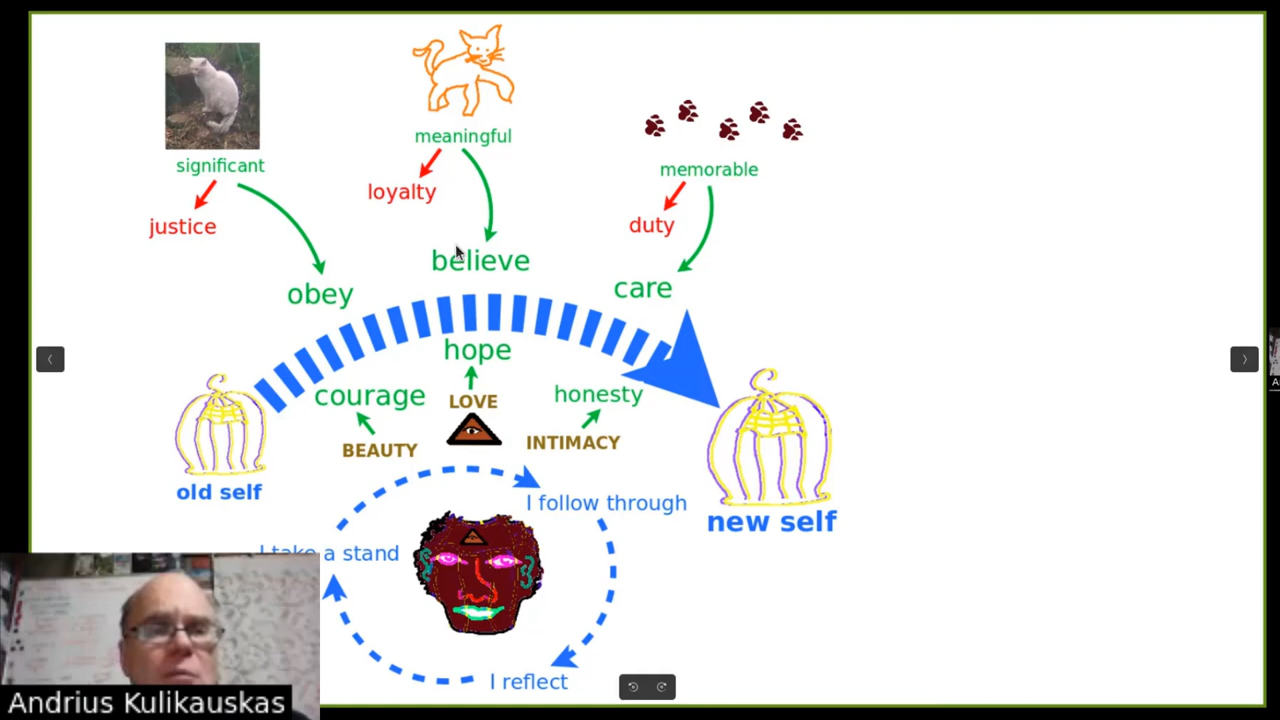 significant
meaningful
memorable
justice
loyalty
duty
obey
believe
care
hope
courage
LOVE
honesty
BEAUTY
INTIMACY
old self
new self
I follow through
I take a stand
I reflect
Andrius Kulikauskas